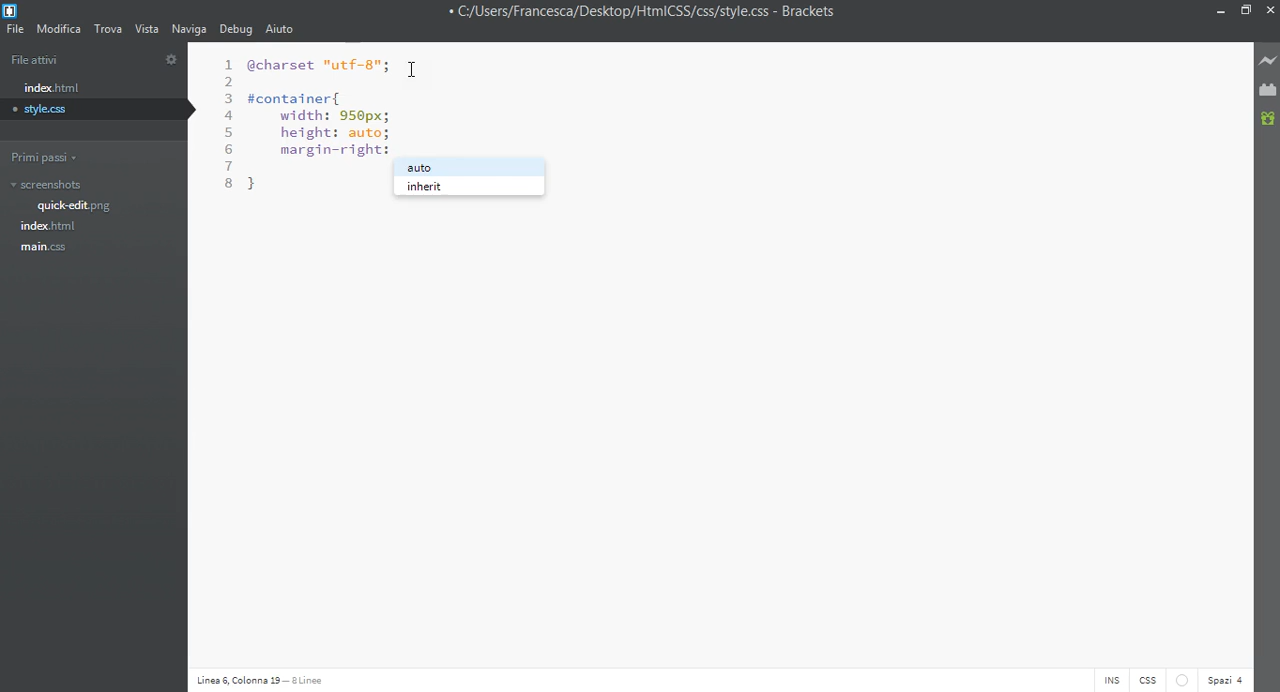 • C:/Users/Francesca/Desktop/HtmlCSS/css/style.css - Brackets
File Modifica Trova Vista Naviga Debug Aiuto
File attivi
index.html
• style.css
Primi passi
screenshots
quick-edit.png
index.html
main.css
1 @charset "utf-8";
2
3 #container{
4 width: 950px;
5 height: auto;
6 margin-right:
7
8 }
auto
inherit
Linea 6, Colonna 19 — 8 Linee
INS CSS Spazi 4